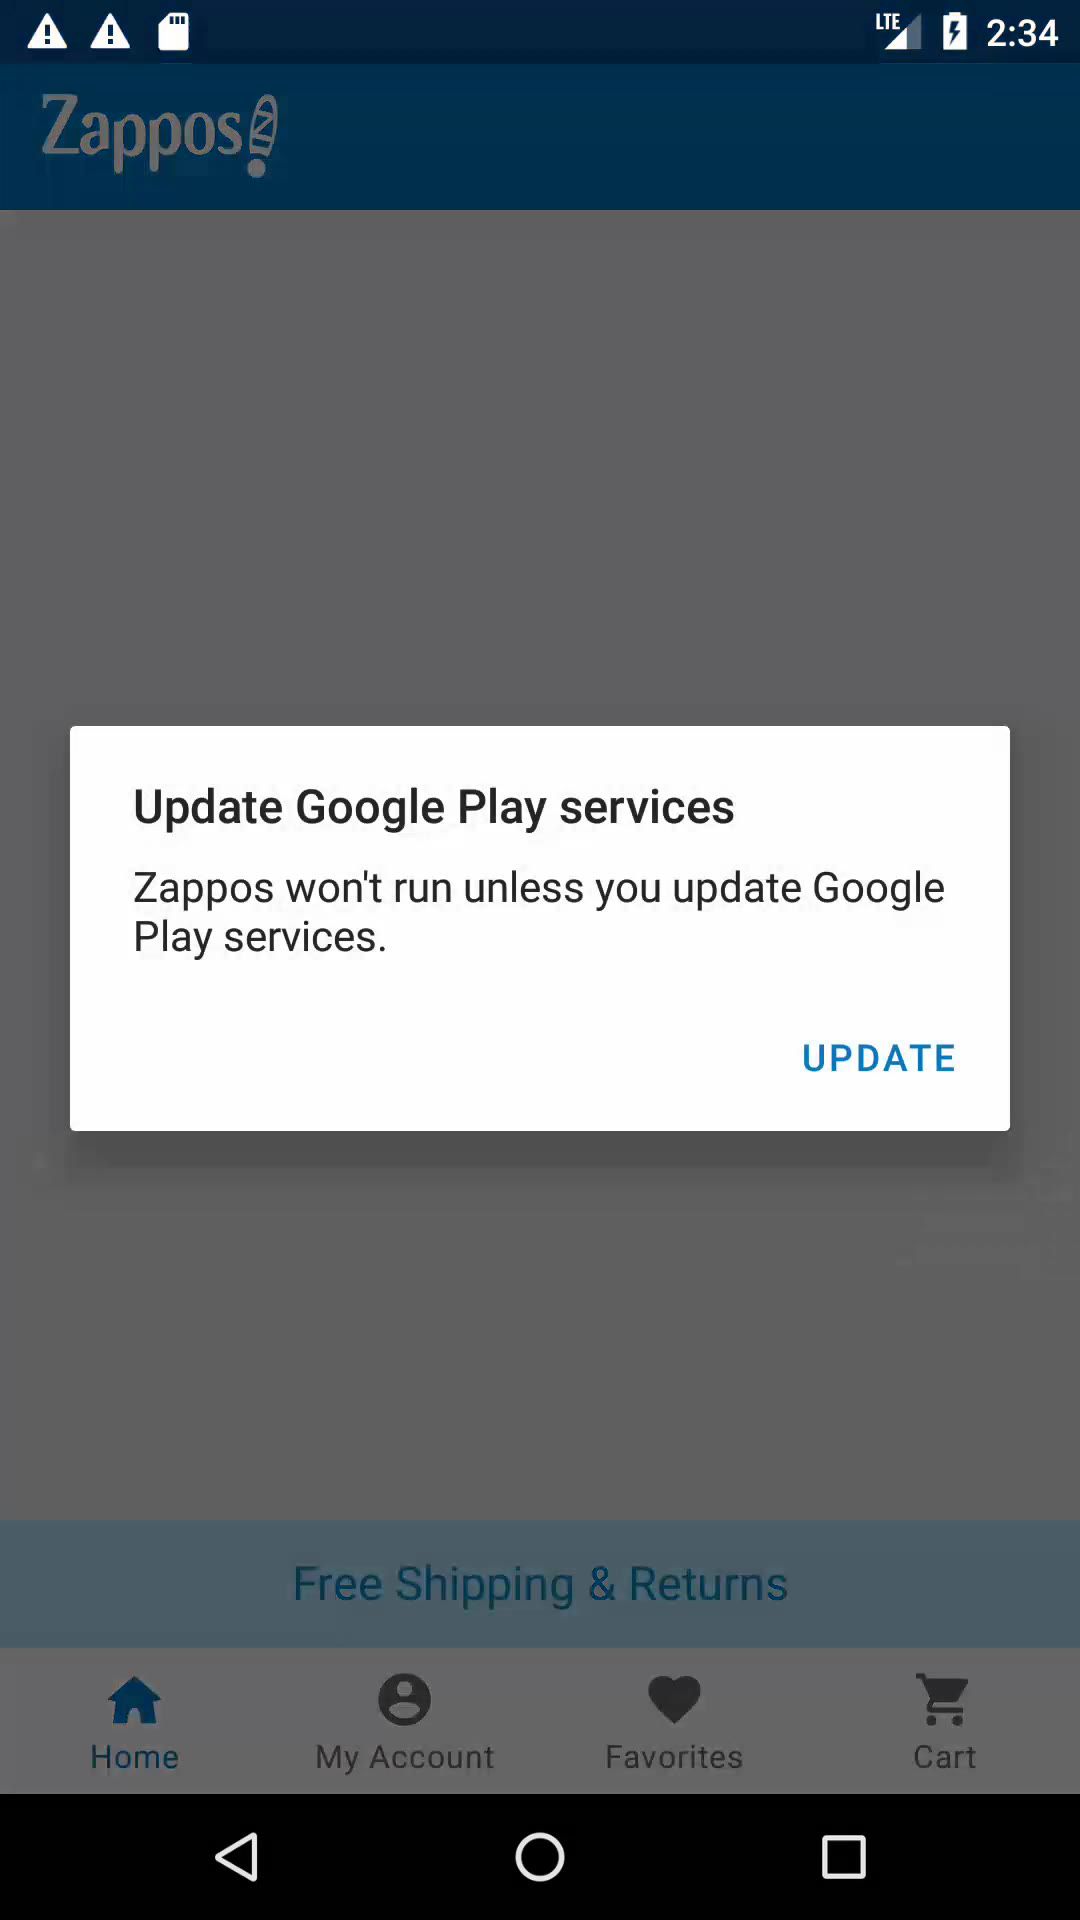 LTE 2:34
Zappos
Update Google Play services
Zappos won't run unless you update Google
Play services.
UPDATE
Free Shipping & Returns
Home My Account Favorites Cart